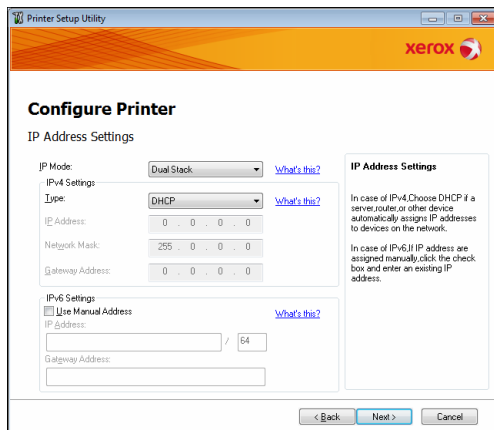 Printer Setup Utility
xerox
Configure Printer
IP Address Settings
IP Mode: Dual Stack What's this?
IPv4 Settings
Type: DHCP What's this?
IP Address: 0 . 0 . 0 . 0
Network Mask: 255 . 0 . 0 . 0
Gateway Address: 0 . 0 . 0 . 0
IPv6 Settings
Use Manual Address What's this?
IP Address:
/ 64
Gateway Address:
IP Address Settings
In case of IPv4,Choose DHCP if a
server,router,or other device
automatically assigns IP addresses
to devices on the network.
In case of IPv6,If IP address are
assigned manually,click the check
box and enter an existing IP
address.
< Back Next > Cancel